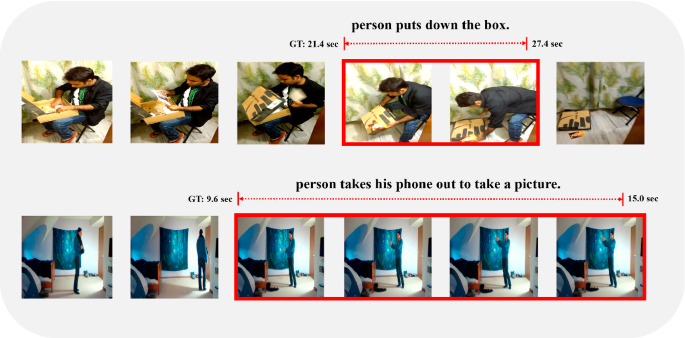 person puts down the box.
GT: 21.4 sec
27.4 sec
person takes his phone out to take a picture.
GT: 9.6 sec
15.0 sec